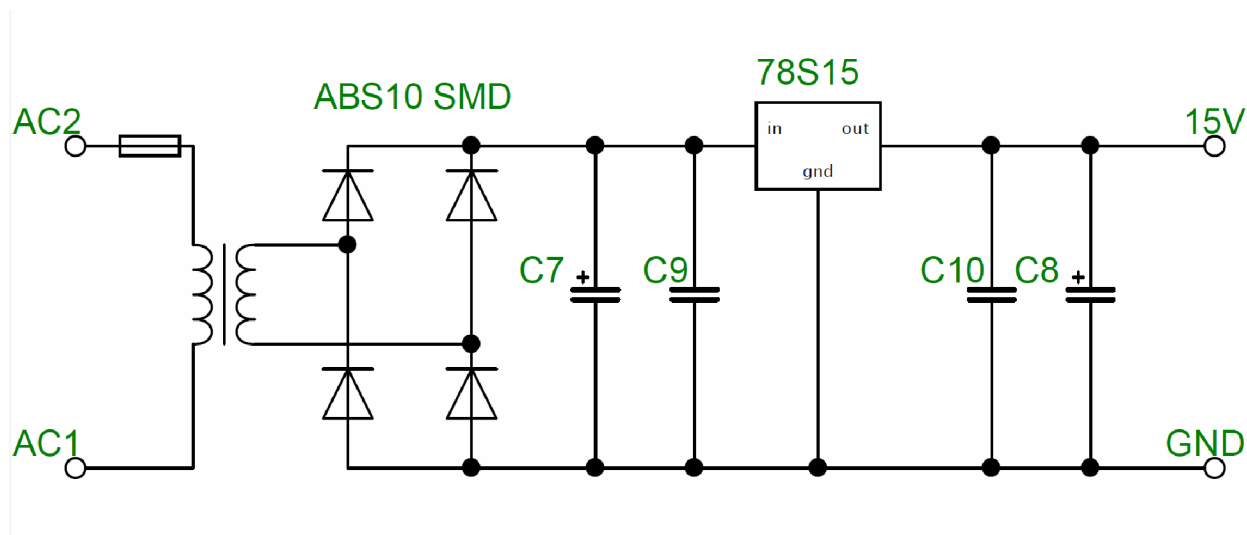 78S15
ABS10 SMD
AC2
in
out
15V
gnd
C7
+
C9
C10
C8
+
AC1
GND